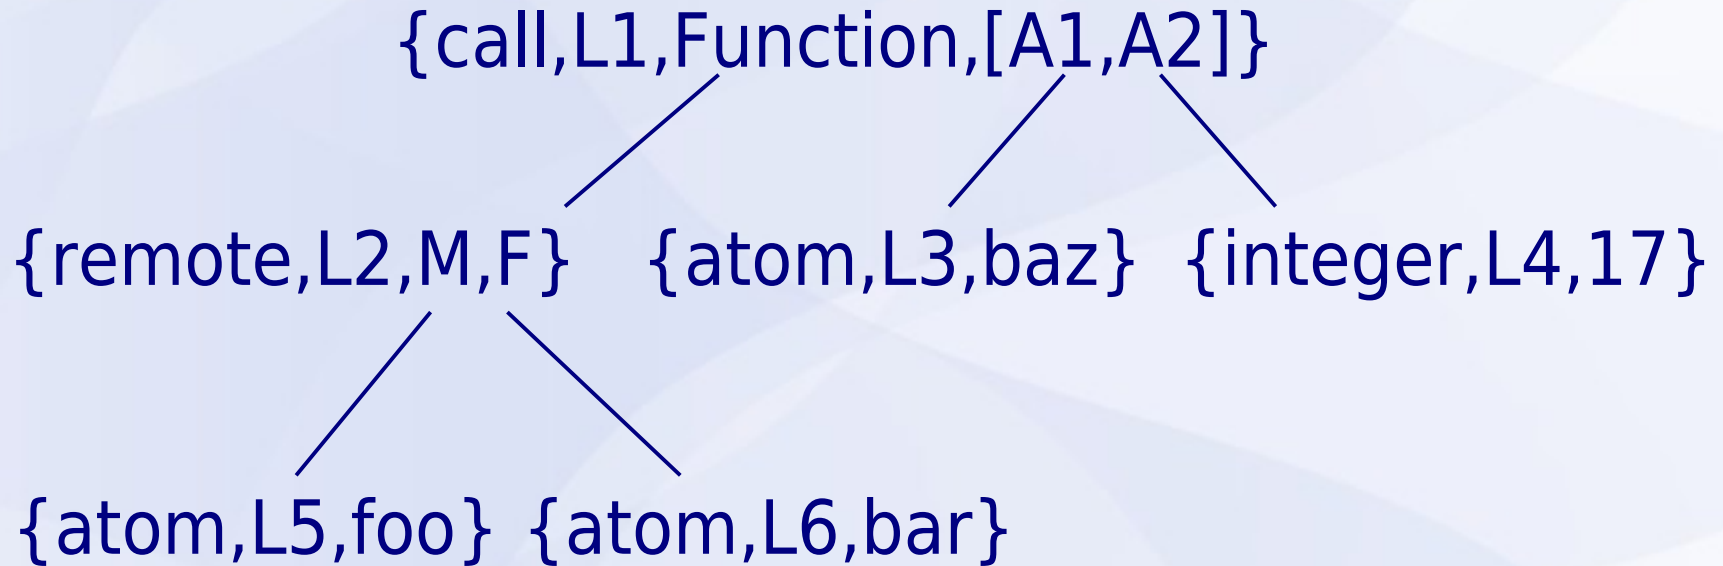 {call,L1,Function,[A1,A2]}
{remote,L2,M,F} {atom,L3,baz} {integer,L4,17}
{atom,L5,foo} {atom,L6,bar}